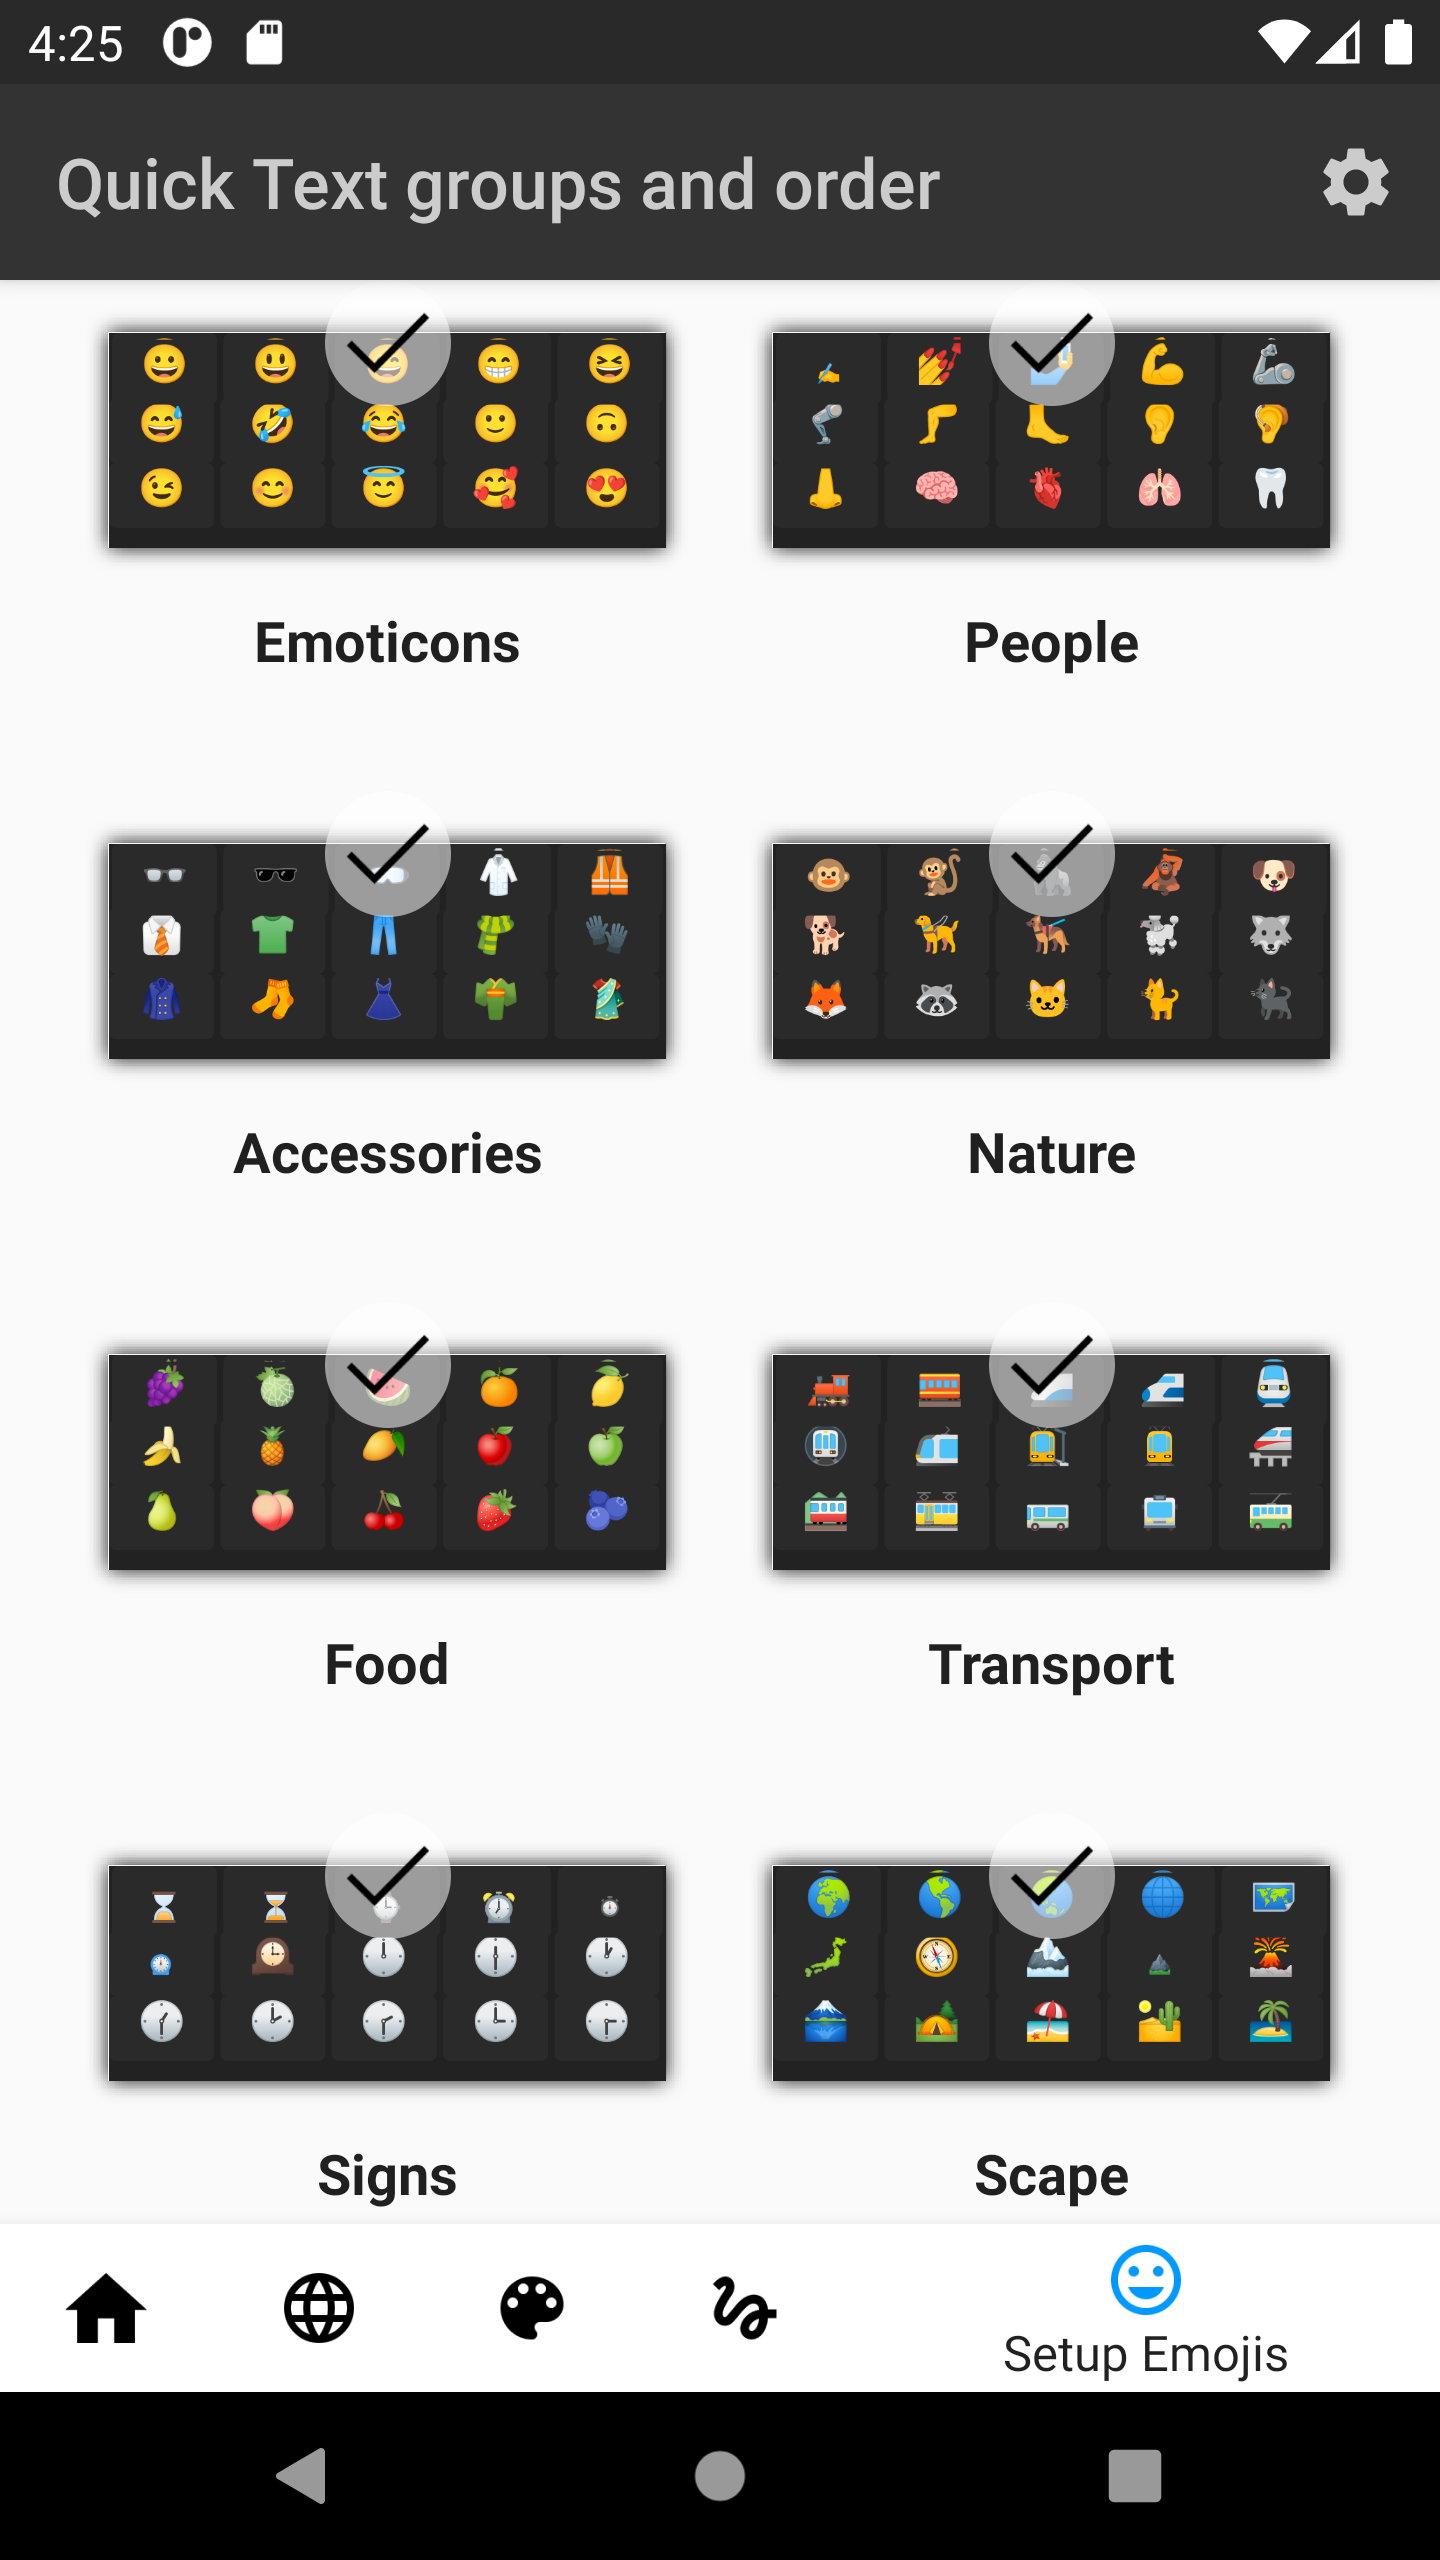 4:25
Quick Text groups and order
Emoticons
People
Accessories
Nature
Food
Transport
Signs
Scape
Setup Emojis